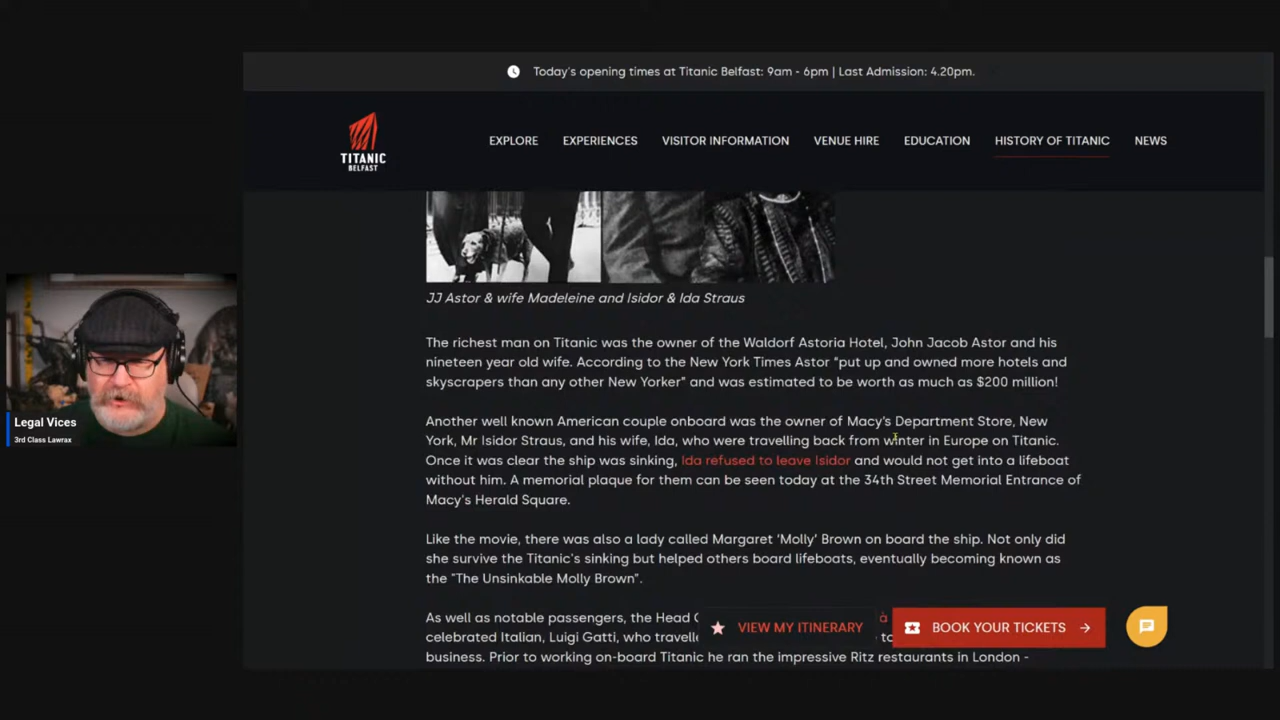 Today's opening times at Titanic Belfast: 9am - 6pm | Last Admission: 4.20pm.
TITANIC
BELFAST
EXPLORE
EXPERIENCES
VISITOR INFORMATION
VENUE HIRE
EDUCATION
HISTORY OF TITANIC
NEWS
JJ Astor & wife Madeleine and Isidor & Ida Straus
The richest man on Titanic was the owner of the Waldorf Astoria Hotel, John Jacob Astor and his
nineteen year old wife. According to the New York Times Astor "put up and owned more hotels and
skyscrapers than any other New Yorker" and was estimated to be worth as much as $200 million!
Another well known American couple onboard was the owner of Macy's Department Store, New
York, Mr Isidor Straus, and his wife, Ida, who were travelling back from winter in Europe on Titanic.
Once it was clear the ship was sinking, Ida refused to leave Isidor and would not get into a lifeboat
without him. A memorial plaque for them can be seen today at the 34th Street Memorial Entrance of
Macy's Herald Square.
Like the movie, there was also a lady called Margaret 'Molly' Brown on board the ship. Not only did
she survive the Titanic's sinking but helped others board lifeboats, eventually becoming known as
the "The Unsinkable Molly Brown".
As well as notable passengers, the Head
celebrated Italian, Luigi Gatti, who
business. Prior to working on-board Titanic he ran the impressive Ritz restaurants in London -
VIEW MY ITINERARY
BOOK YOUR TICKETS
Legal Vices
3rd Class Lawrax